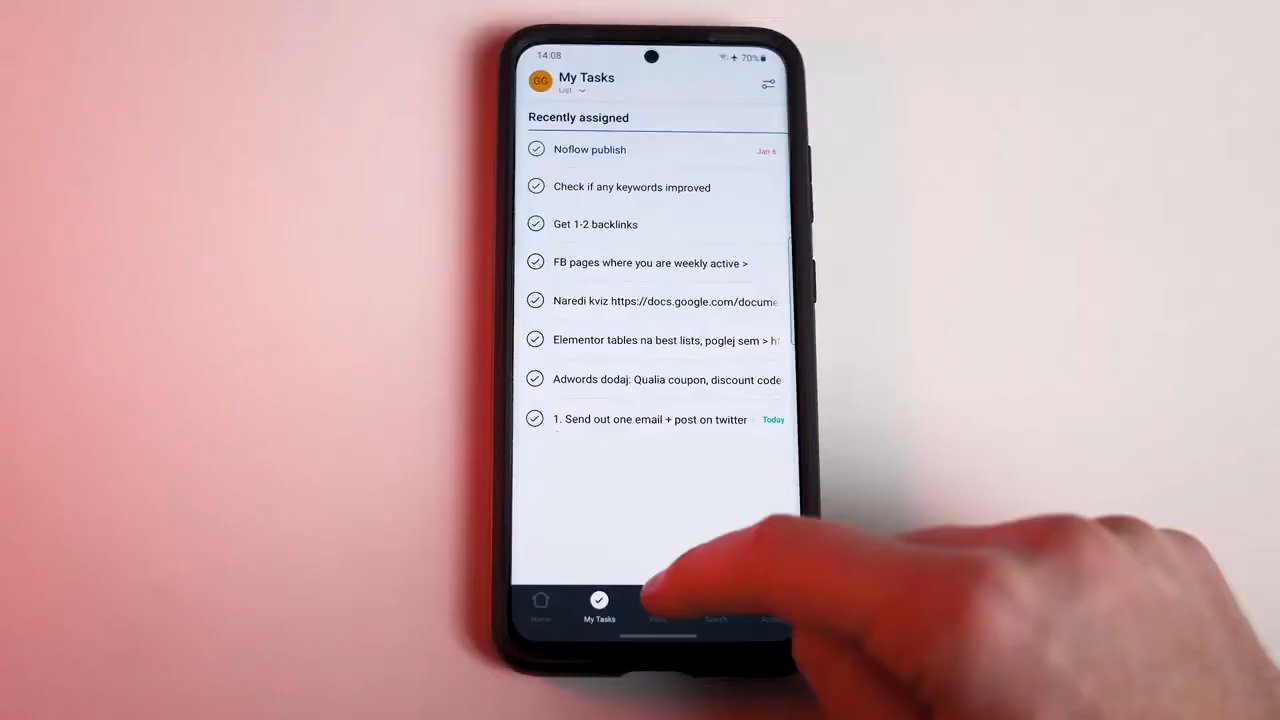 14:08
70%
GG
My Tasks
List
Recently assigned
Noflow publish
Jan 6
Check if any keywords improved
Get 1-2 backlinks
FB pages where you are weekly active >
Naredi kviz https://docs.google.com/docume
Elementor tables na best lists, poglej sem > ht
Adwords dodaj: Qualia coupon, discount code
1. Send out one email + post on twitter
Today
Home
My Tasks
Search